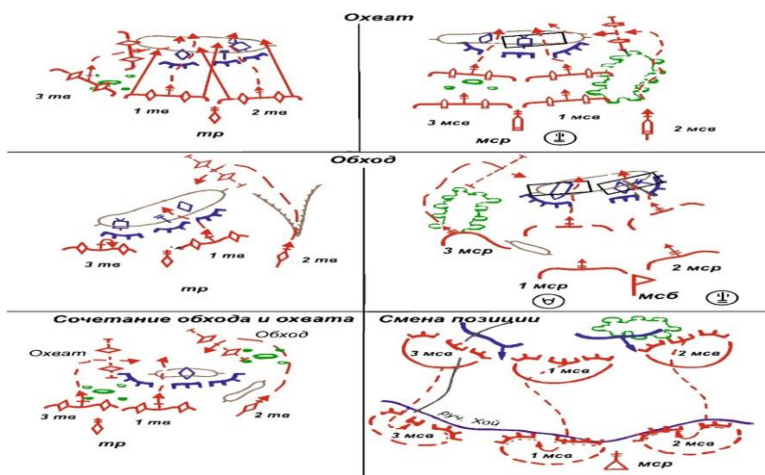 Охват
3 тв
1 тв
2 тв
тр
3 мсв
1 мсв
2 мсв
мср
Обход
3 тв
1 тв
2 тв
тр
3 мср
1 мср
2 мср
мсб
Сочетание обхода и охвата
Охват
Обход
3 тв
1 тв
2 тв
тр
Смена позиции
3 мсв
1 мсв
2 мсв
руч. Хой
3 мсв
1 мсв
2 мсв
мср